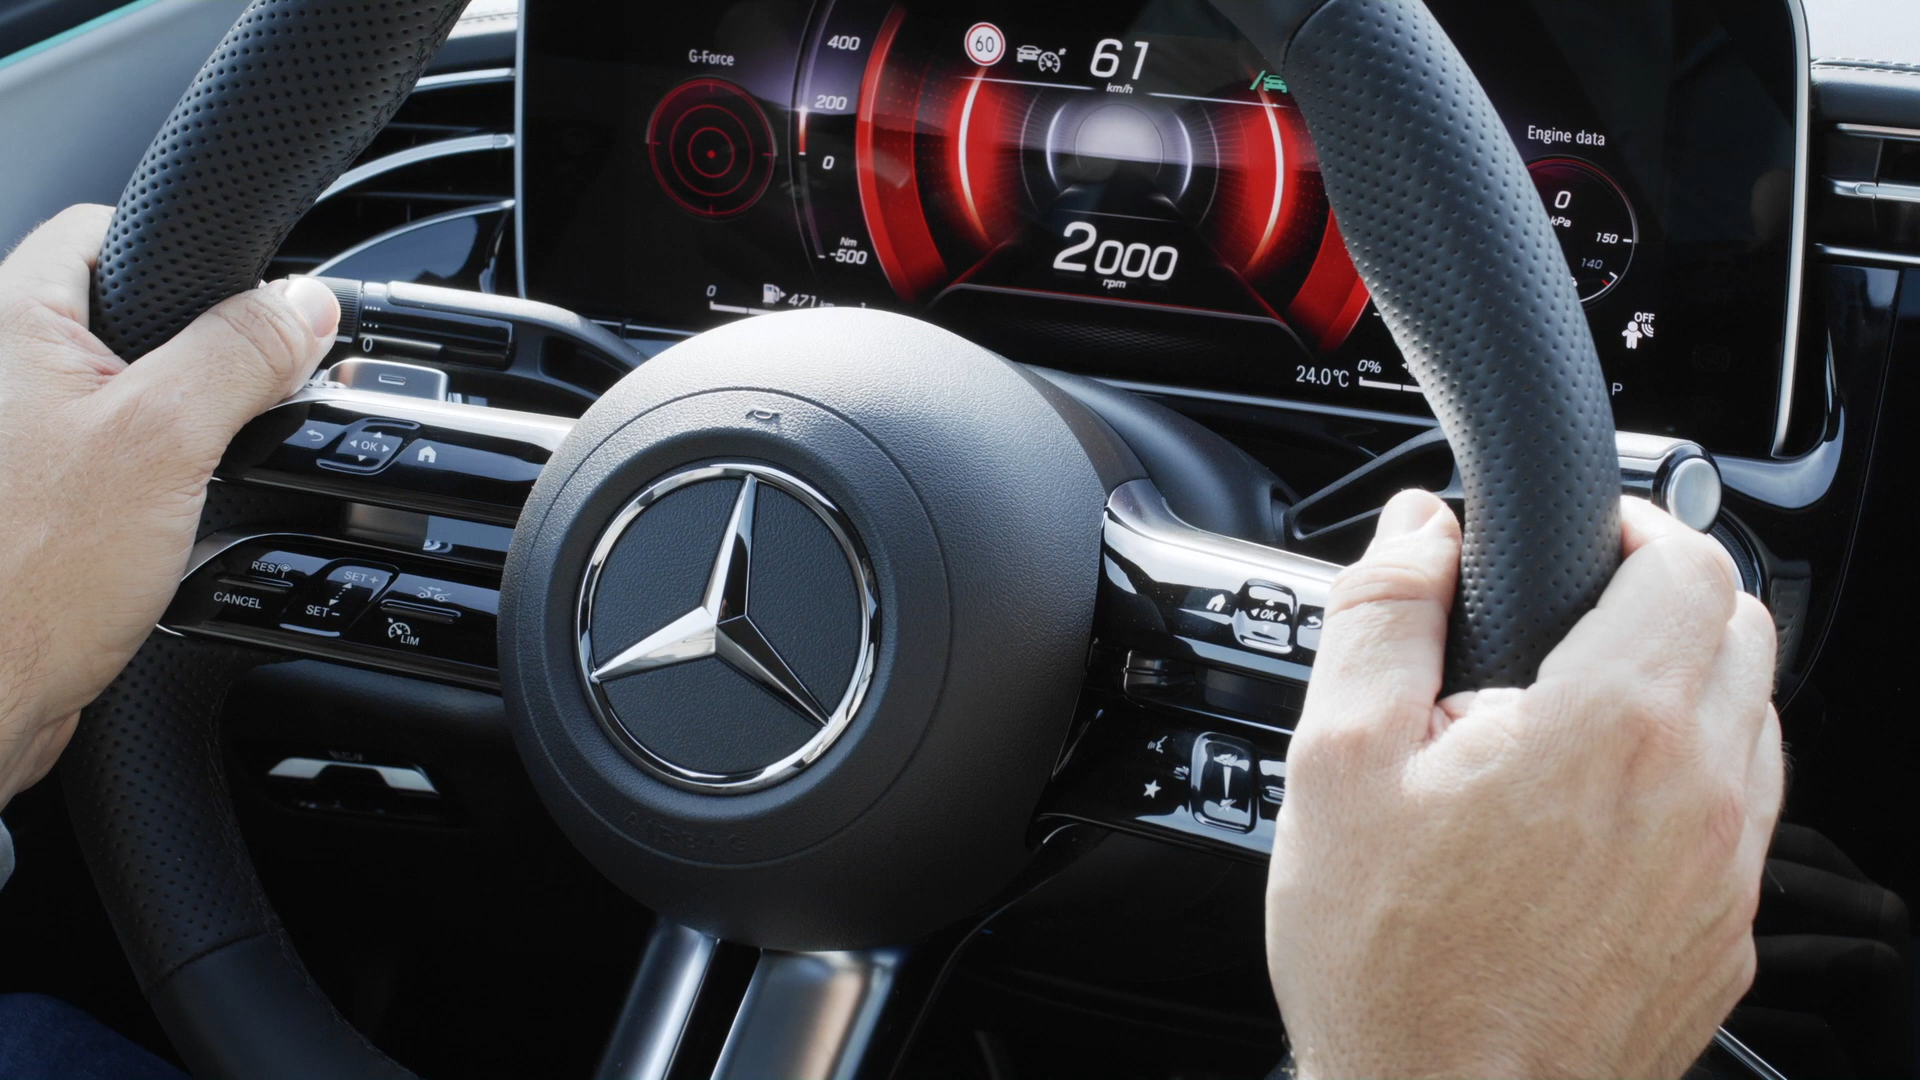 G-Force
400
200
0
Nm
-500
60
61
km/h
2000
rpm
Engine data
0
kPa
150
140
OFF
0
471
24.0°C
0%
P
0
OK
RES/
CANCEL
SET +
SET -
LIM
OK
AIRBAG